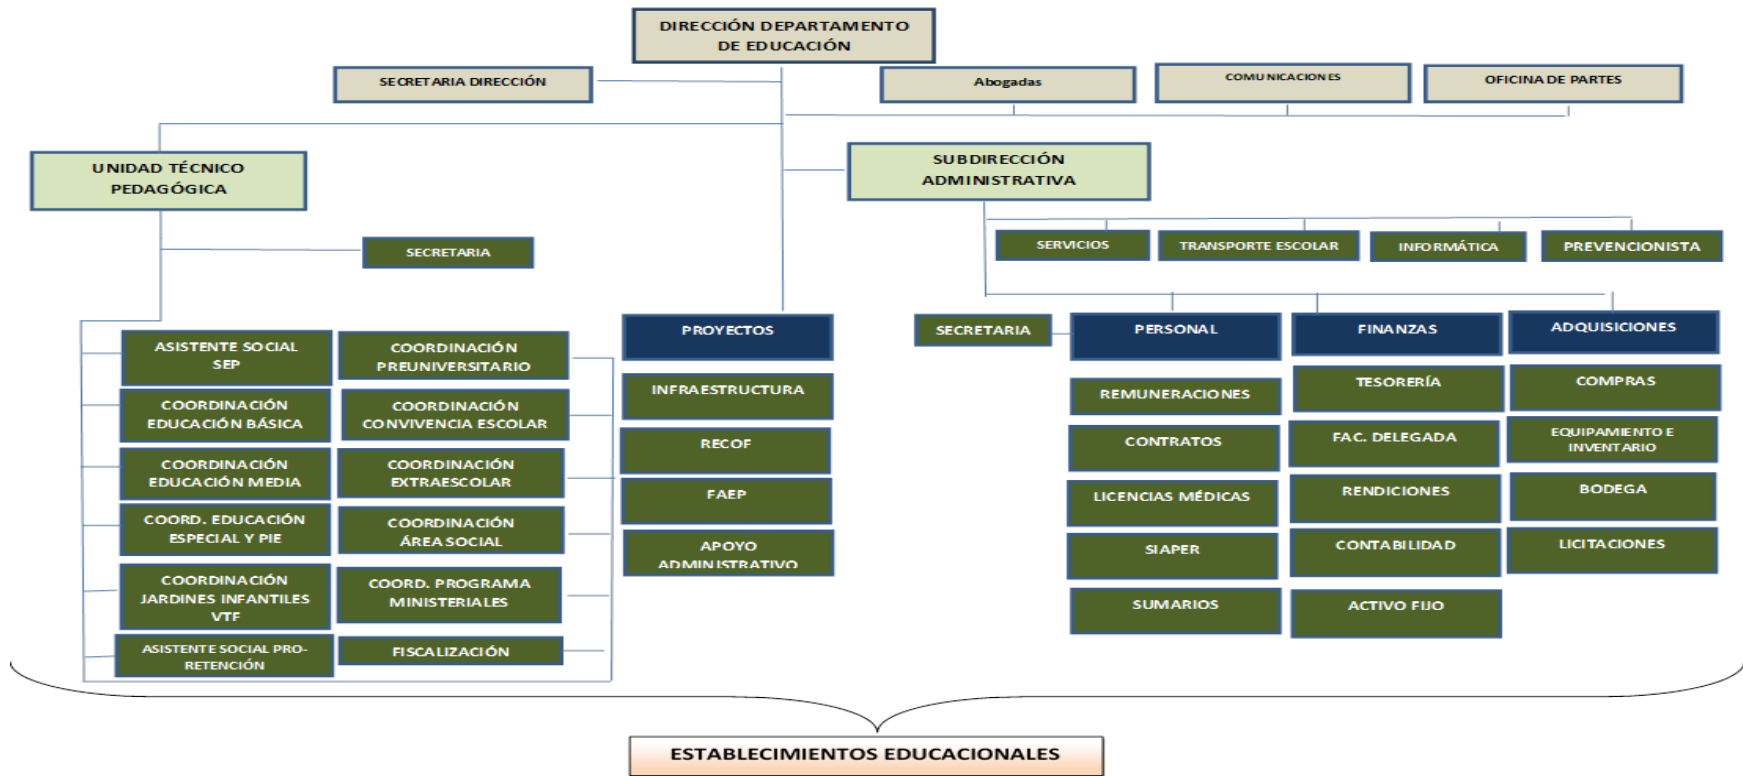 DIRECCIÓN DEPARTAMENTO
DE EDUCACIÓN
SECRETARIA DIRECCIÓN
Abogadas
COMUNICACIONES
OFICINA DE PARTES
UNIDAD TÉCNICO
PEDAGÓGICA
SUBDIRECCIÓN
ADMINISTRATIVA
SECRETARIA
SERVICIOS
TRANSPORTE ESCOLAR
INFORMÁTICA
PREVENCIONISTA
ASISTENTE SOCIAL
SEP
COORDINACIÓN
EDUCACIÓN BÁSICA
COORDINACIÓN
EDUCACIÓN MEDIA
COORD. EDUCACIÓN
ESPECIAL Y PIE
COORDINACIÓN
JARDINES INFANTILES
VTF
ASISTENTE SOCIAL PRO-
RETENCIÓN
COORDINACIÓN
PREUNIVERSITARIO
COORDINACIÓN
CONVIVENCIA ESCOLAR
COORDINACIÓN
EXTRAESCOLAR
COORDINACIÓN
ÁREA SOCIAL
COORD. PROGRAMA
MINISTERIALES
FISCALIZACIÓN
PROYECTOS
INFRAESTRUCTURA
RECOF
FAEP
APOYO
ADMINISTRATIVO
SECRETARIA
PERSONAL
REMUNERACIONES
CONTRATOS
LICENCIAS MÉDICAS
SIAPER
SUMARIOS
FINANZAS
TESORERÍA
FAC. DELEGADA
RENDICIONES
CONTABILIDAD
ACTIVO FIJO
ADQUISICIONES
COMPRAS
EQUIPAMIENTO E
INVENTARIO
BODEGA
LICITACIONES
ESTABLECIMIENTOS EDUCACIONALES